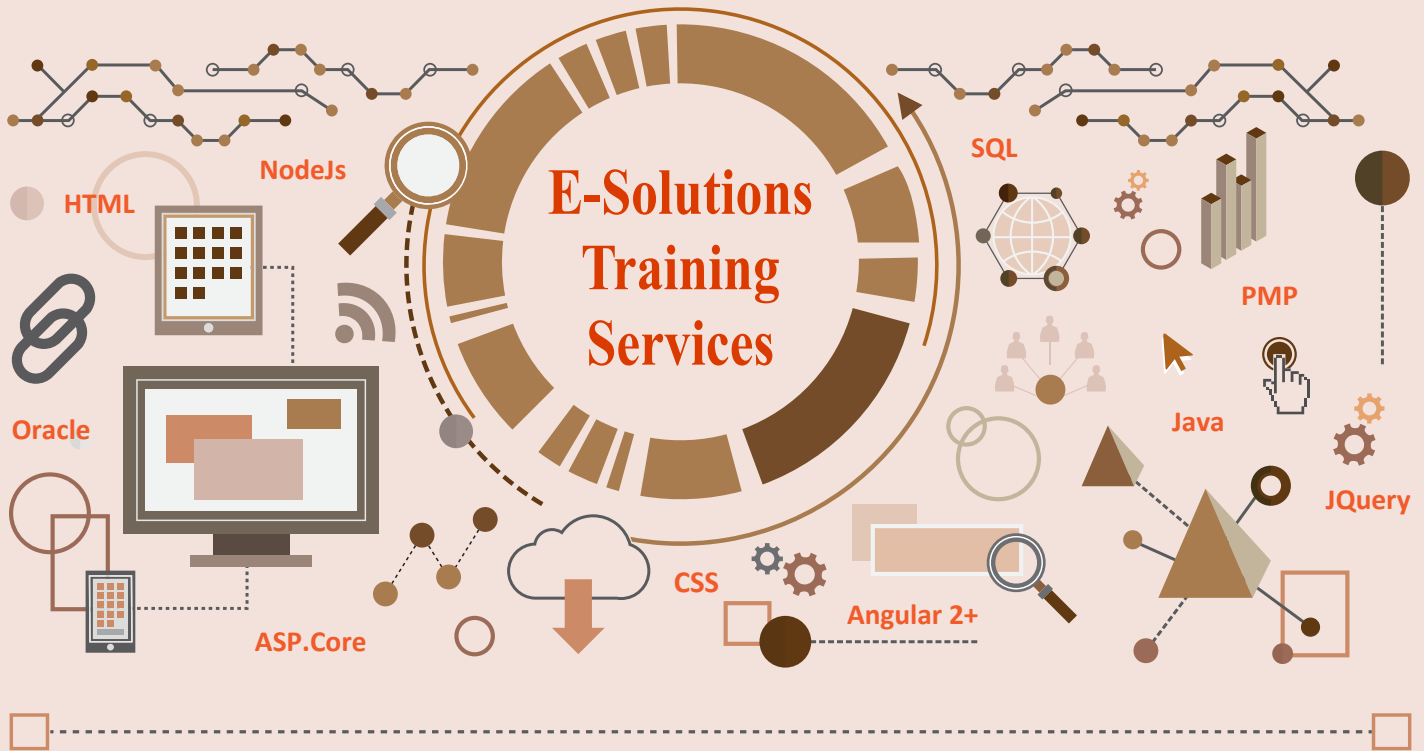 NodeJs
HTML
SQL
E-Solutions
Training
Services
PMP
Oracle
Java
JQuery
CSS
Angular 2+
ASP.Core